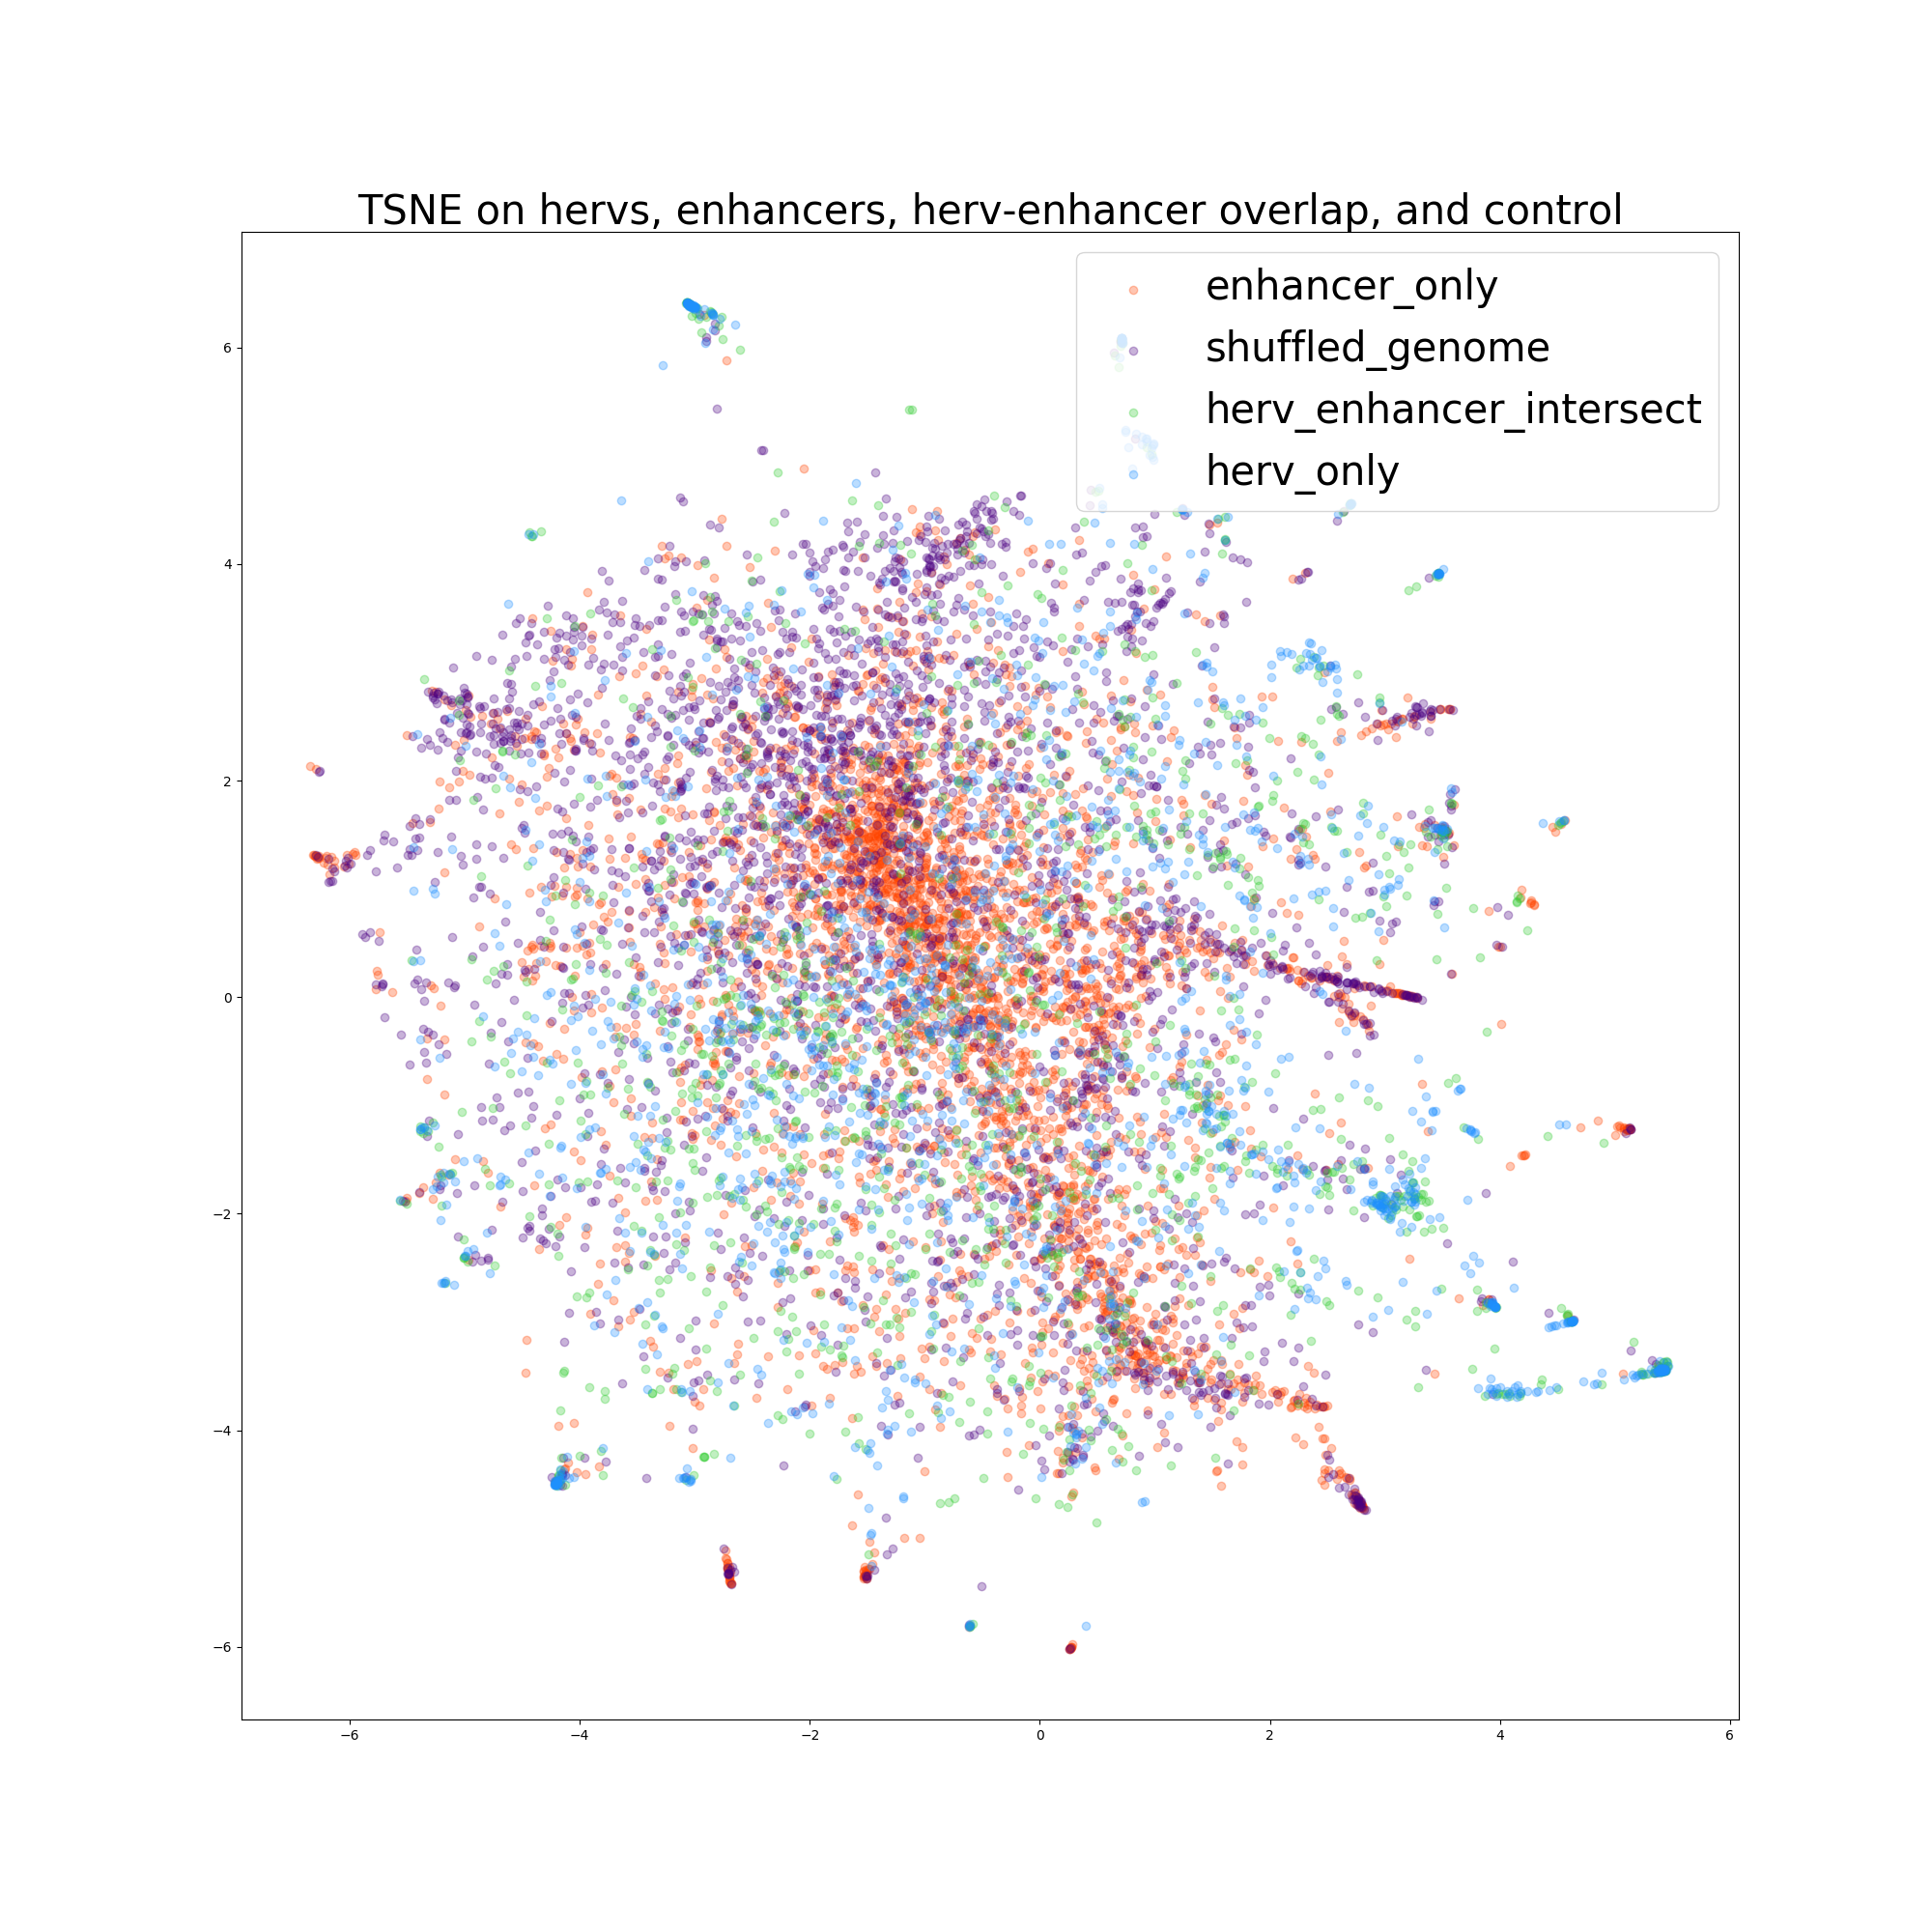 TSNE on hervs, enhancers, herv-enhancer overlap, and control
enhancer_only
shuffled_genome
herv_enhancer_intersect
herv_only
6
4
2
0
−2
−4
−6
−6 −4 −2 0 2 4 6